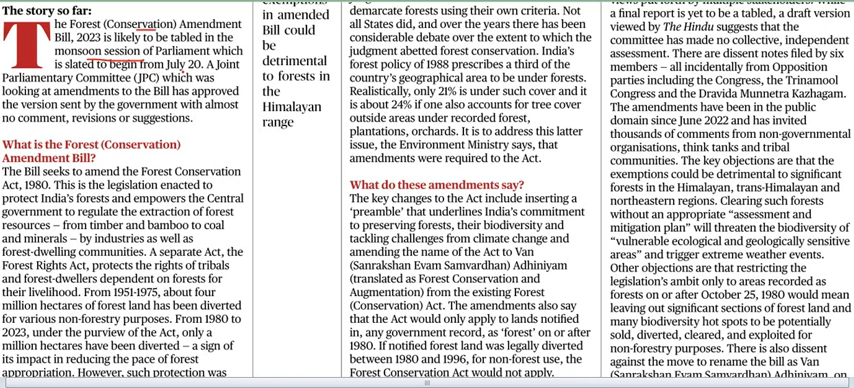 The story so far:
The Forest (Conservation) Amendment
Bill, 2023 is likely to be tabled in the
monsoon session of Parliament which
is slated to begin from July 20. A Joint
Parliamentary Committee (JPC) which was
looking at amendments to the Bill has approved
the version sent by the government with almost
no comment, revisions or suggestions.
What is the Forest (Conservation)
Amendment Bill?
The Bill seeks to amend the Forest Conservation
Act, 1980. This is the legislation enacted to
protect India's forests and empowers the Central
government to regulate the extraction of forest
resources — from timber and bamboo to coal
and minerals — by industries as well as
forest-dwelling communities. A separate Act, the
Forest Rights Act, protects the rights of tribals
and forest-dwellers dependent on forests for
their livelihood. From 1951-1975, about four
million hectares of forest land has been diverted
for various non-forestry purposes. From 1980 to
2023, under the purview of the Act, only a
million hectares have been diverted — a sign of
its impact in reducing the pace of forest
appropriation. However, such protection was
exemptions
in amended
Bill could
be
detrimental
to forests in
the
Himalayan
range
demarcate forests using their own criteria. Not
all States did, and over the years there has been
considerable debate over the extent to which the
judgment abetted forest conservation. India's
forest policy of 1988 prescribes a third of the
country's geographical area to be under forests.
Realistically, only 21% is under such cover and it
is about 24% if one also accounts for tree cover
outside areas under recorded forest,
plantations, orchards. It is to address this latter
issue, the Environment Ministry says, that
amendments were required to the Act.
What do these amendments say?
The key changes to the Act include inserting a
'preamble' that underlines India's commitment
to preserving forests, their biodiversity and
tackling challenges from climate change and
amending the name of the Act to Van
(Sanrakshan Evam Samvardhan) Adhiniyam
(translated as Forest Conservation and
Augmentation) from the existing Forest
(Conservation) Act. The amendments also say
that the Act would only apply to lands notified
in, any government record, as 'forest' on or after
1980. If notified forest land was legally diverted
between 1980 and 1996, for non-forest use, the
Forest Conservation Act would not apply.
views put forth by multiple stakeholders. While
a final report is yet to be a tabled, a draft version
viewed by The Hindu suggests that the
committee has made no collective, independent
assessment. There are dissent notes filed by six
members — all incidentally from Opposition
parties including the Congress, the Trinamool
Congress and the Dravida Munnetra Kazhagam.
The amendments have been in the public
domain since June 2022 and has invited
thousands of comments from non-governmental
organisations, think tanks and tribal
communities. The key objections are that the
exemptions could be detrimental to significant
forests in the Himalayan, trans-Himalayan and
northeastern regions. Clearing such forests
without an appropriate "assessment and
mitigation plan" will threaten the biodiversity of
"vulnerable ecological and geologically sensitive
areas" and trigger extreme weather events.
Other objections are that restricting the
legislation's ambit only to areas recorded as
forests on or after October 25, 1980 would mean
leaving out significant sections of forest land and
many biodiversity hot spots to be potentially
sold, diverted, cleared, and exploited for
non-forestry purposes. There is also dissent
against the move to rename the bill as Van
(Sanrakshan Evam Samvardhan) Adhiniyam, on